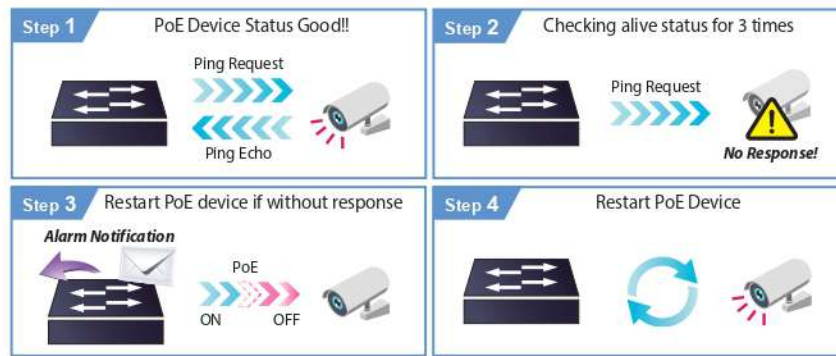 Step 1
PoE Device Status Good!!
Ping Request
Ping Echo
Step 2
Checking alive status for 3 times
Ping Request
No Response!
Step 3
Restart PoE device if without response
Alarm Notification
PoE
ON OFF
Step 4
Restart PoE Device